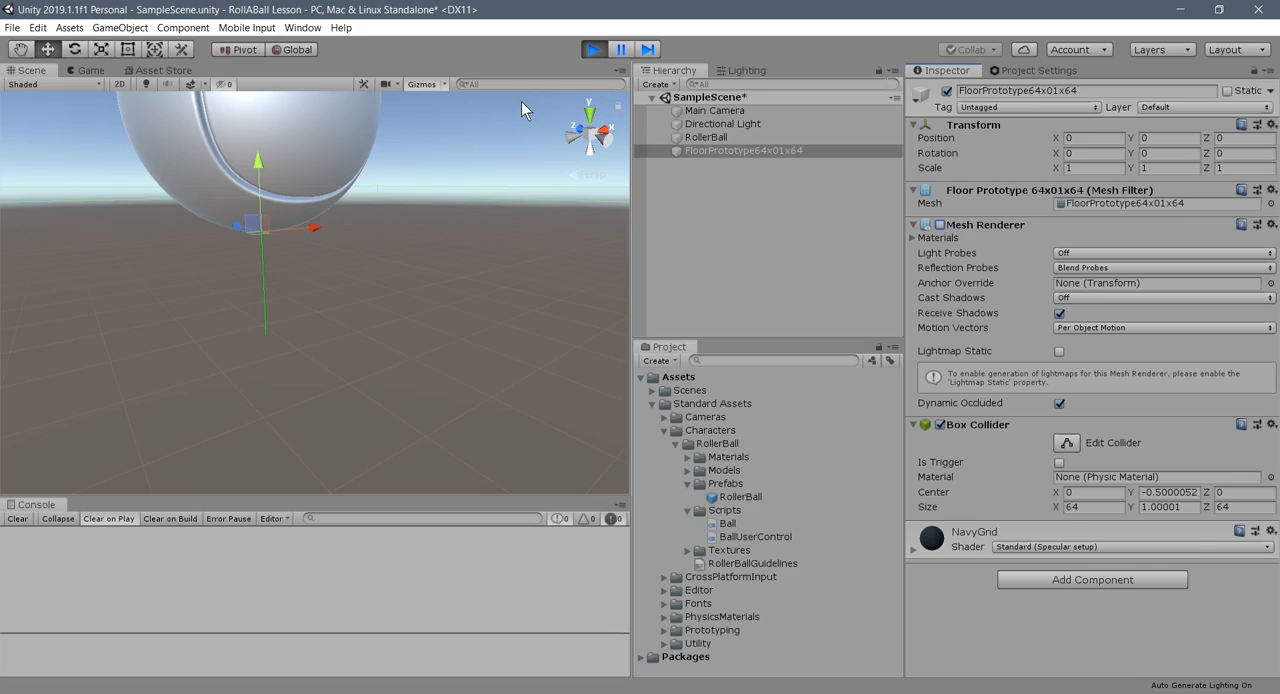 Unity 2019.1.1f1 Personal - SampleScene.unity - RollABall Lesson - PC, Mac & Linux Standalone* <DX11>
File Edit Assets GameObject Component Mobile Input Window Help
Pivot Global Collab Account Layers Layout
Scene Game Asset Store
Shaded 2D 0 Gizmos All
y
x
z
Persp
Hierarchy Lighting
Create All
SampleScene*
Main Camera
Directional Light
RollerBall
FloorPrototype64x01x64
Project
Create
Assets
Scenes
Standard Assets
Cameras
Characters
RollerBall
Materials
Models
Prefabs
RollerBall
Scripts
Ball
BallUserControl
Textures
RollerBallGuidelines
CrossPlatformInput
Editor
Fonts
PhysicsMaterials
Prototyping
Utility
Packages
Console
Clear Collapse Clear on Play Clear on Build Error Pause Editor 0 0 0
Inspector Project Settings
FloorPrototype64x01x64 Static
Tag Untagged Layer Default
Transform
Position X 0 Y 0 Z 0
Rotation X 0 Y 0 Z 0
Scale X 1 Y 1 Z 1
Floor Prototype 64x01x64 (Mesh Filter)
Mesh FloorPrototype64x01x64
Mesh Renderer
Materials
Light Probes Off
Reflection Probes Blend Probes
Anchor Override None (Transform)
Cast Shadows Off
Receive Shadows
Motion Vectors Per Object Motion
Lightmap Static
To enable generation of lightmaps for this Mesh Renderer, please enable the
'Lightmap Static' property.
Dynamic Occluded
Box Collider
Edit Collider
Is Trigger
Material None (Physic Material)
Center X 0 Y -0.5000052 Z 0
Size X 64 Y 1.00001 Z 64
NavyGrid
Shader Standard (Specular setup)
Add Component
Auto Generate Lighting On